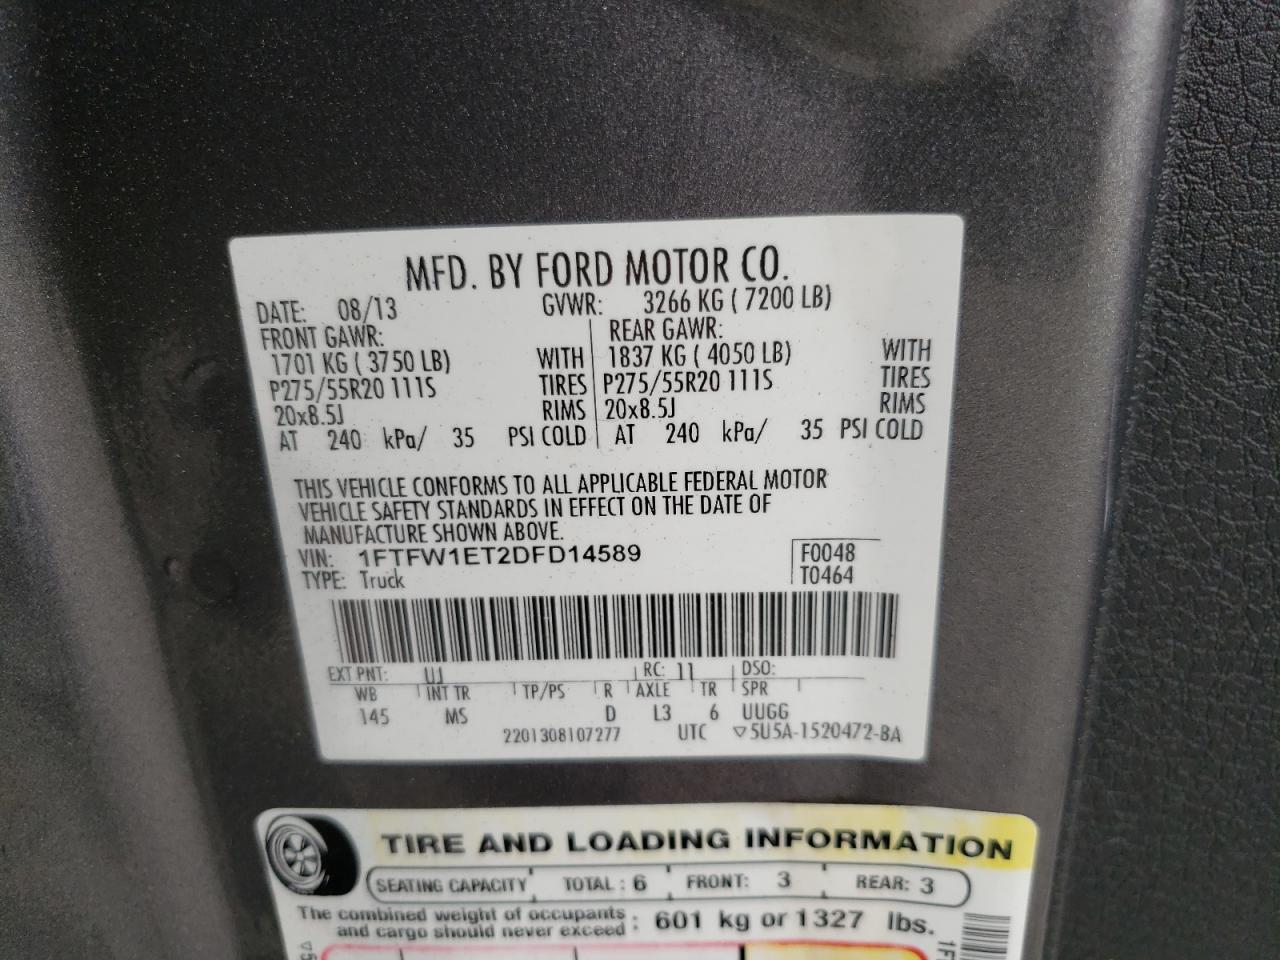 MFD. BY FORD MOTOR CO.
DATE: 08/13 GVWR: 3266 KG ( 7200 LB)
FRONT GAWR: REAR GAWR:
1701 KG ( 3750 LB) WITH 1837 KG ( 4050 LB) WITH
P275/55R20 111S TIRES P275/55R20 111S TIRES
20x8.5J RIMS 20x8.5J RIMS
AT 240 kPa/ 35 PSI COLD AT 240 kPa/ 35 PSI COLD
THIS VEHICLE CONFORMS TO ALL APPLICABLE FEDERAL MOTOR
VEHICLE SAFETY STANDARDS IN EFFECT ON THE DATE OF
MANUFACTURE SHOWN ABOVE.
VIN: 1FTFW1ET2DFD14589 F0048
TYPE: Truck T0464
EXT PNT: UJ RC: 11 DSO:
WB INT TR TP/PS R AXLE TR SPR
145 MS D L3 6 UUGG
2201308107277 UTC ▽5U5A-1520472-BA
TIRE AND LOADING INFORMATION
SEATING CAPACITY TOTAL : 6 FRONT: 3 REAR: 3
The combined weight of occupants
and cargo should never exceed : 601 kg or 1327 lbs.